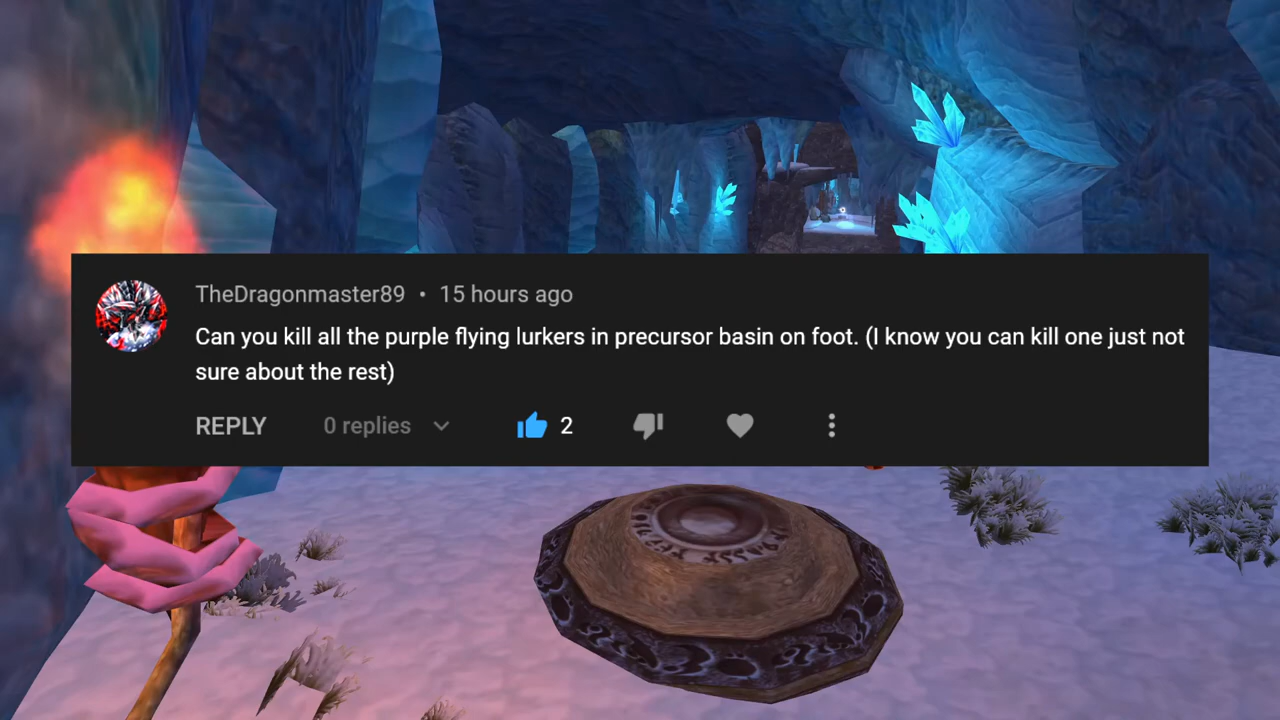 TheDragonmaster89 • 15 hours ago
Can you kill all the purple flying lurkers in precursor basin on foot. (I know you can kill one just not
sure about the rest)
REPLY 0 replies 2